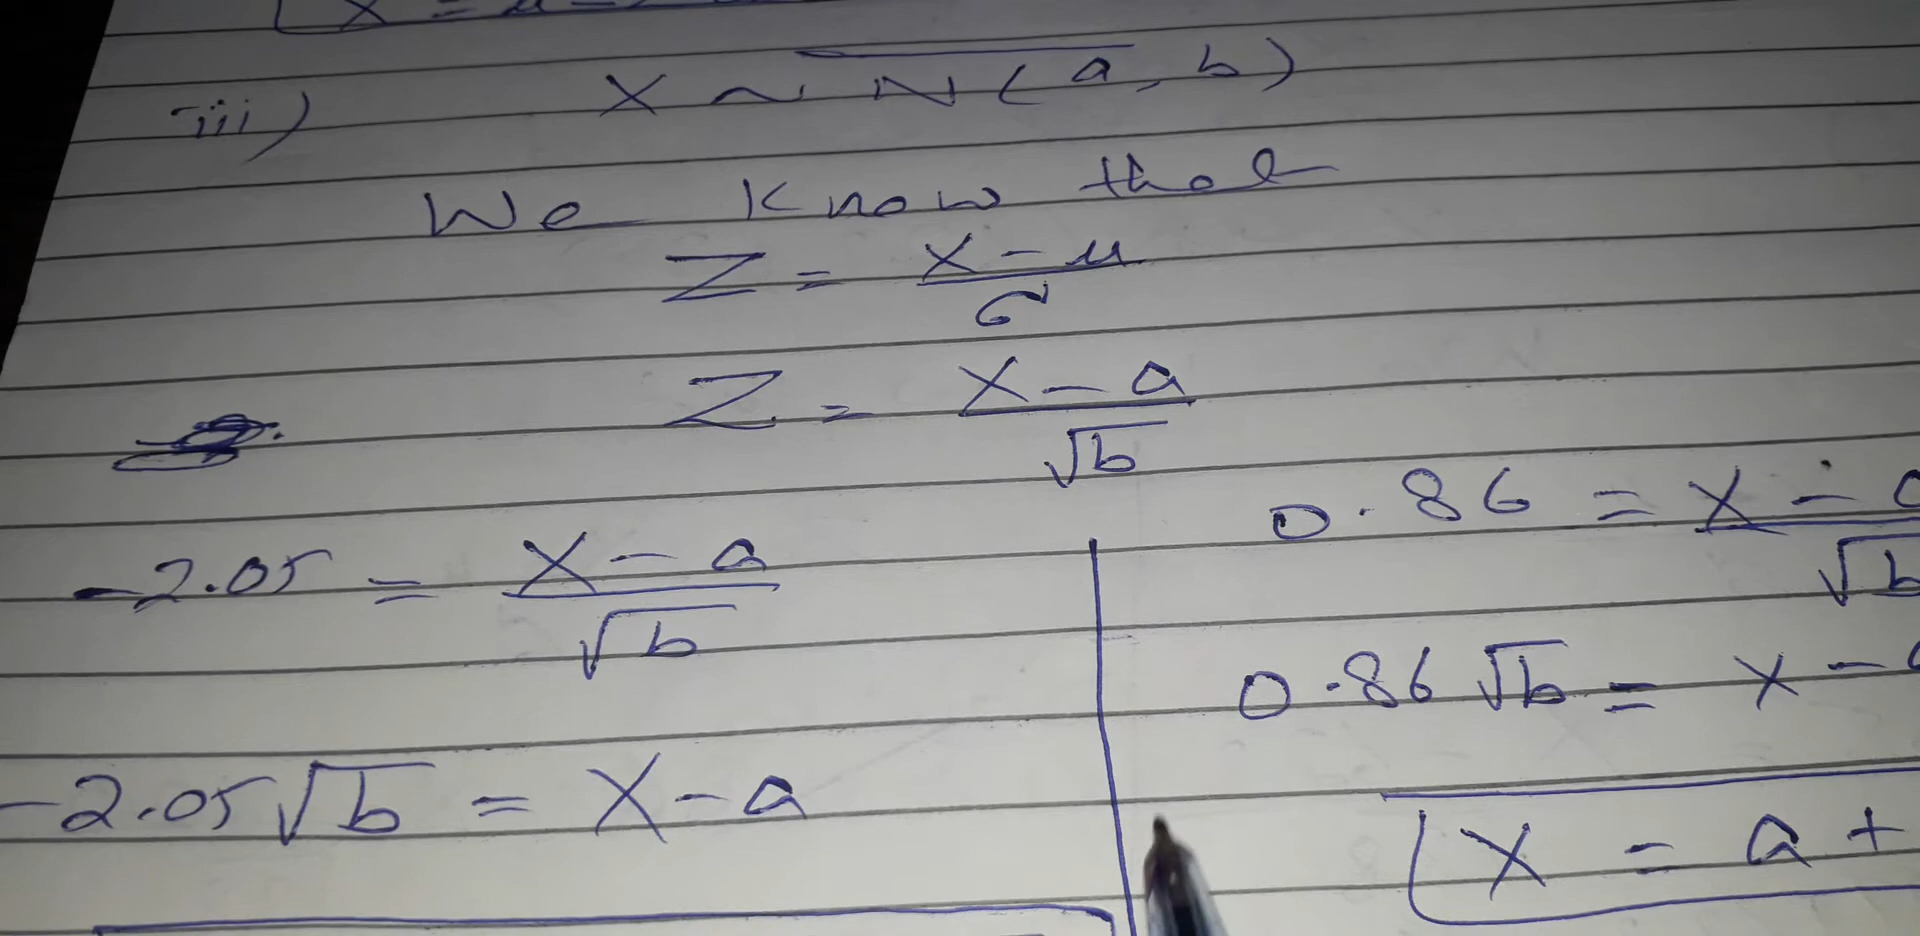 X = μ -
iii) X ~ N(a, b)
We know that
Z = X - μ / σ
Z = X - a / √b
-2.05 = X - a / √b
-2.05√b = X - a
0.86 = X - a / √b
0.86√b = X -
X = a +